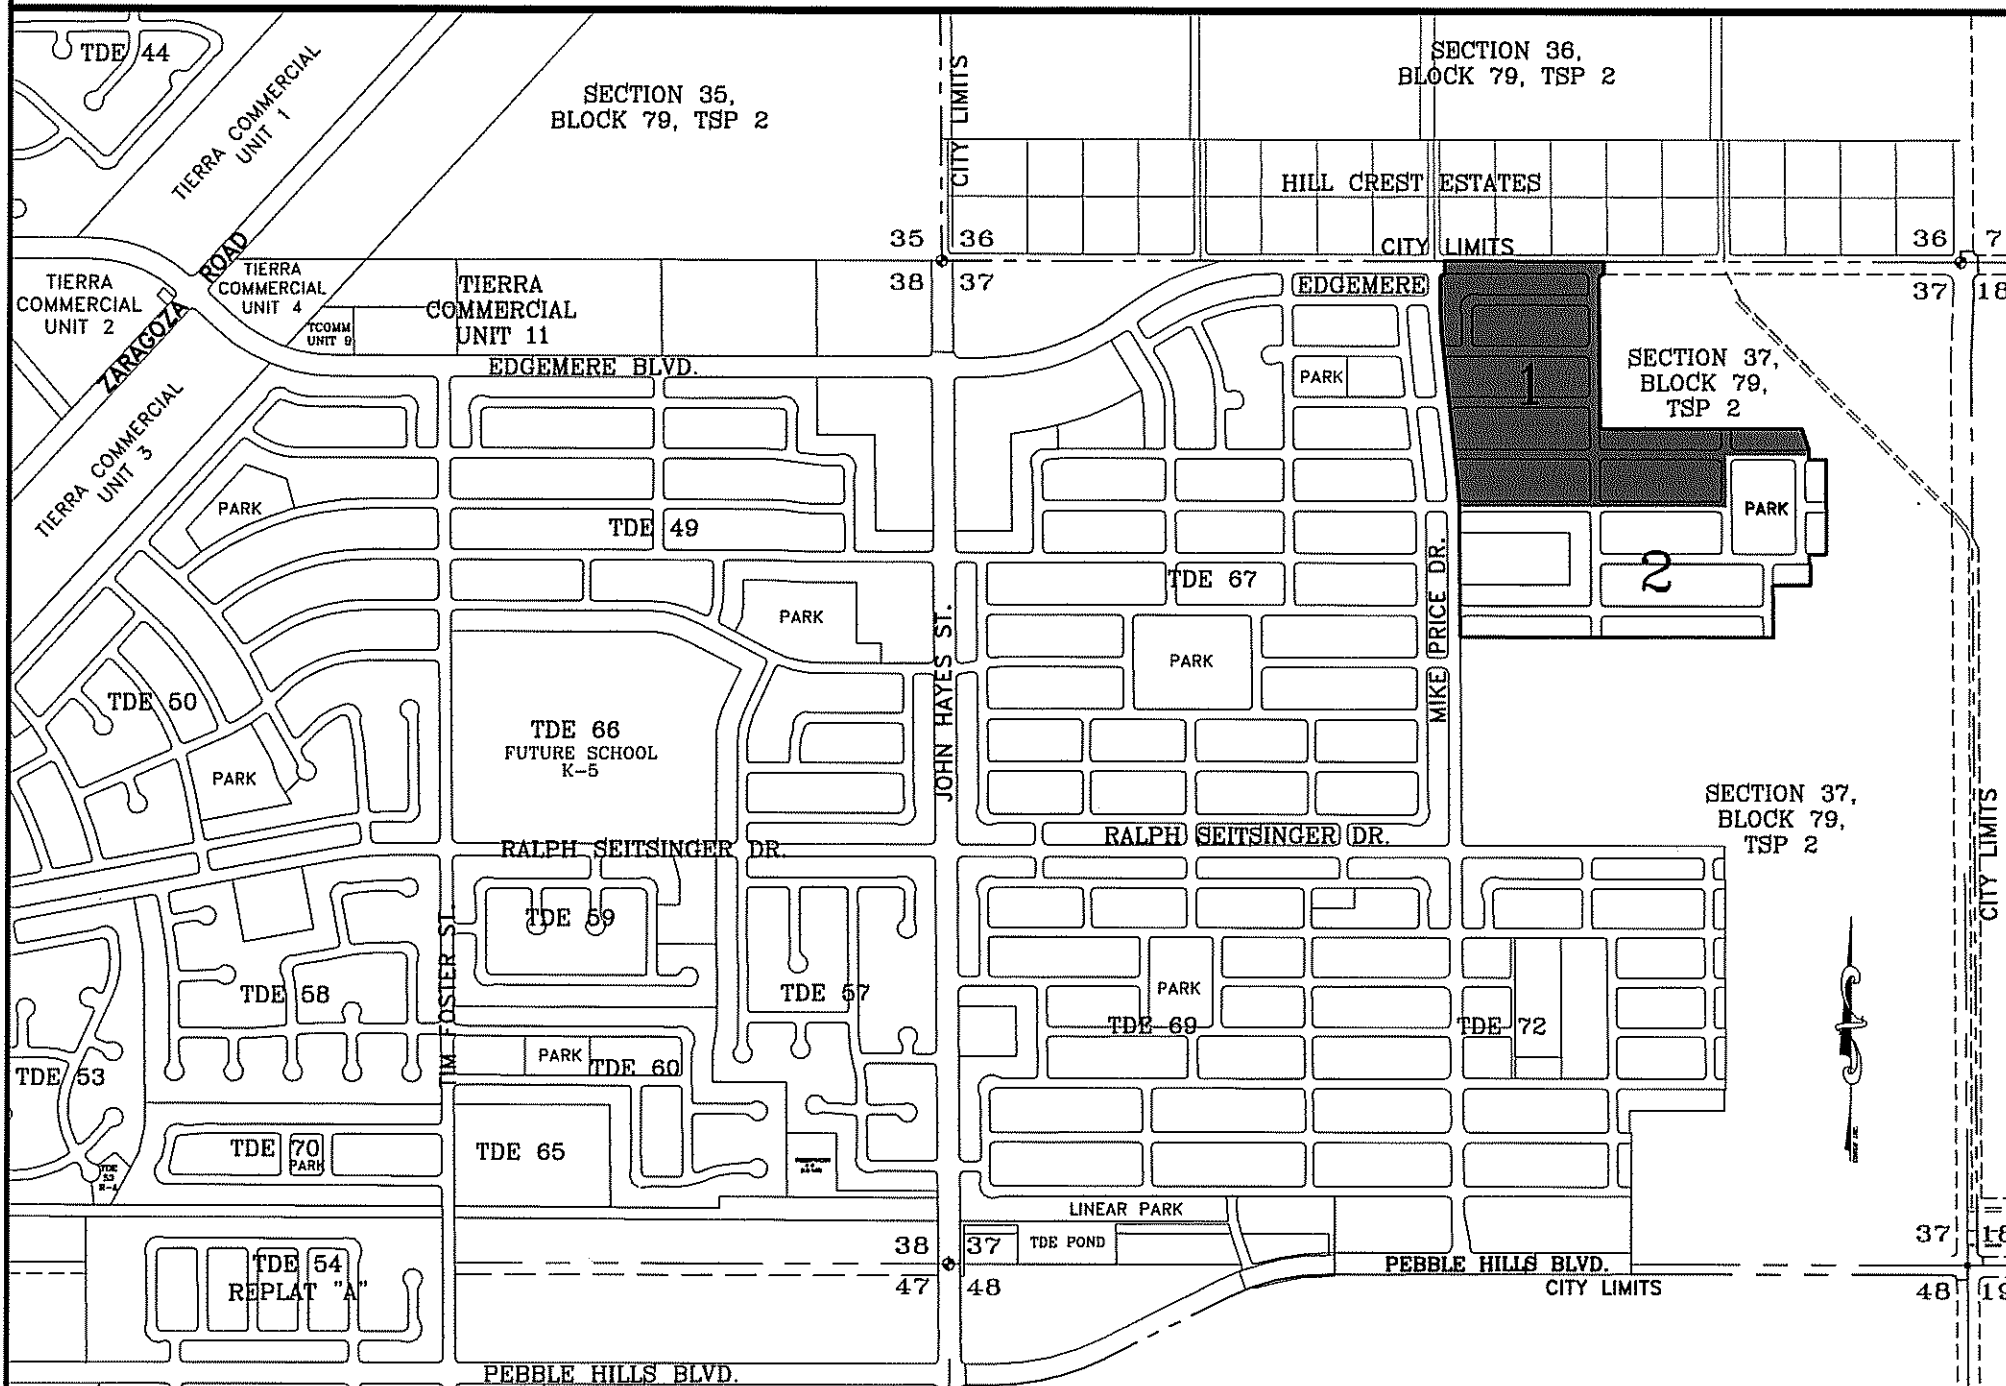 TDE 44
TIERRA COMMERCIAL
UNIT 1
SECTION 35,
BLOCK 79, TSP 2
CITY LIMITS
SECTION 36,
BLOCK 79, TSP 2
HILL CREST ESTATES
35 36
38 37
CITY LIMITS
36 7
37 18
ZARAGOZA ROAD
TIERRA
COMMERCIAL
UNIT 2
TIERRA
COMMERCIAL
UNIT 4
TCOMM
UNIT 9
TIERRA
COMMERCIAL
UNIT 11
EDGEMERE BLVD.
EDGEMERE
PARK
1
SECTION 37,
BLOCK 79,
TSP 2
TIERRA COMMERCIAL
UNIT 3
PARK
TDE 49
PARK
TDE 67
PARK
MIKE PRICE DR.
2
PARK
TDE 50
PARK
TDE 66
FUTURE SCHOOL
K-5
JOHN HAYES ST.
SECTION 37,
BLOCK 79,
TSP 2
CITY LIMITS
RALPH SEITSINGER DR.
RALPH SEITSINGER DR.
TDE 59
TIM FOSTER ST.
TDE 58
TDE 57
PARK
TDE 69
TDE 72
TDE 53
PARK
TDE 60
TDE 70
PARK
TDE 65
TDE
53
R-A
LINEAR PARK
TDE POND
38 37
47 48
PEBBLE HILLS BLVD.
CITY LIMITS
37 18
48 19
TDE 54
REPLAT "A"
PEBBLE HILLS BLVD.